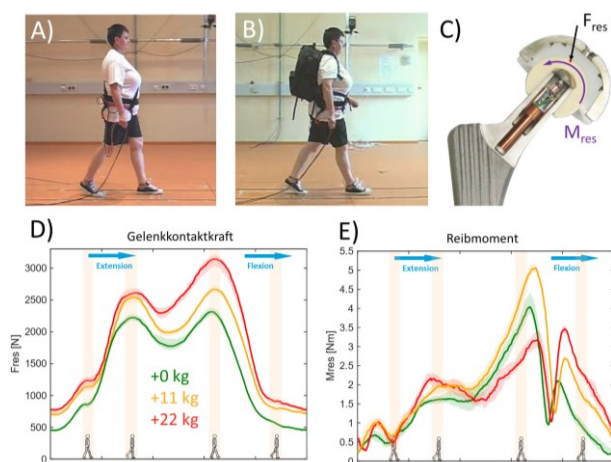 A)
B)
C)
Fres
Mres
D)
Gelenkkontaktkraft
Extension
Flexion
Fres [N]
3000
2500
2000
1500
1000
500
0
+0 kg
+11 kg
+22 kg
E)
Reibmoment
Extension
Flexion
Mres [Nm]
5.5
5
4.5
4
3.5
3
2.5
2
1.5
1
0.5
0